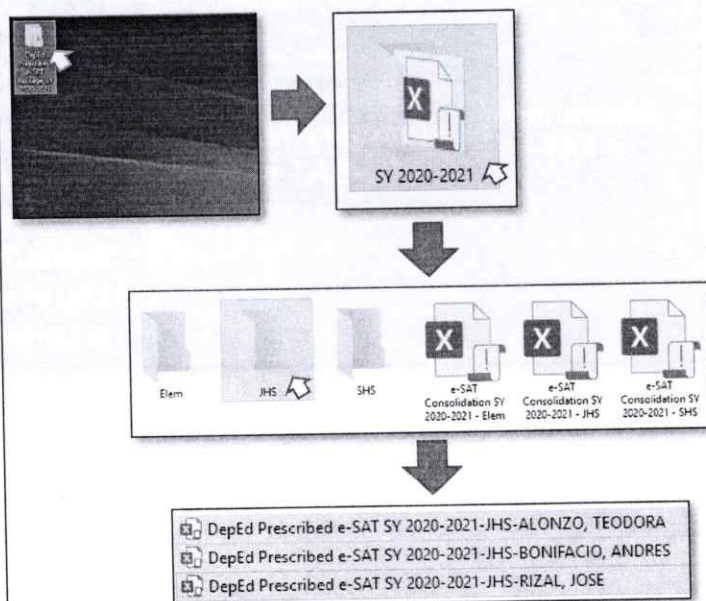 DepEd
SY 2020-2021
Elem
JHS
SHS
e-SAT
Consolidation SY
2020-2021 - Elem
e-SAT
Consolidation SY
2020-2021 - JHS
e-SAT
Consolidation SY
2020-2021 - SHS
DepEd Prescribed e-SAT SY 2020-2021-JHS-ALONZO, TEODORA
DepEd Prescribed e-SAT SY 2020-2021-JHS-BONIFACIO, ANDRES
DepEd Prescribed e-SAT SY 2020-2021-JHS-RIZAL, JOSE